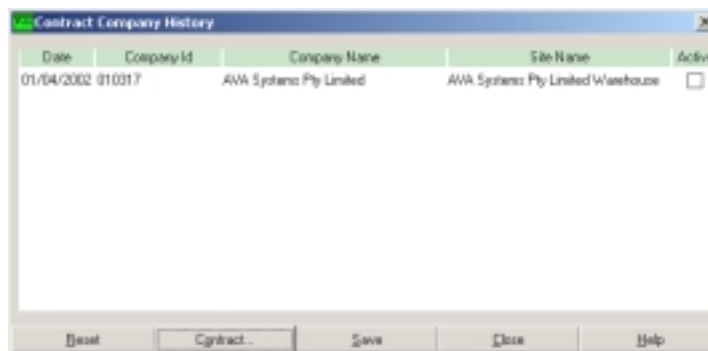 Contract Company History
Date Company Id Company Name Site Name Active
01/04/2002 010317 AVA Systems Pty Limited AVA Systems Pty Limited Warehouse
Reset Contract... Save Close Help